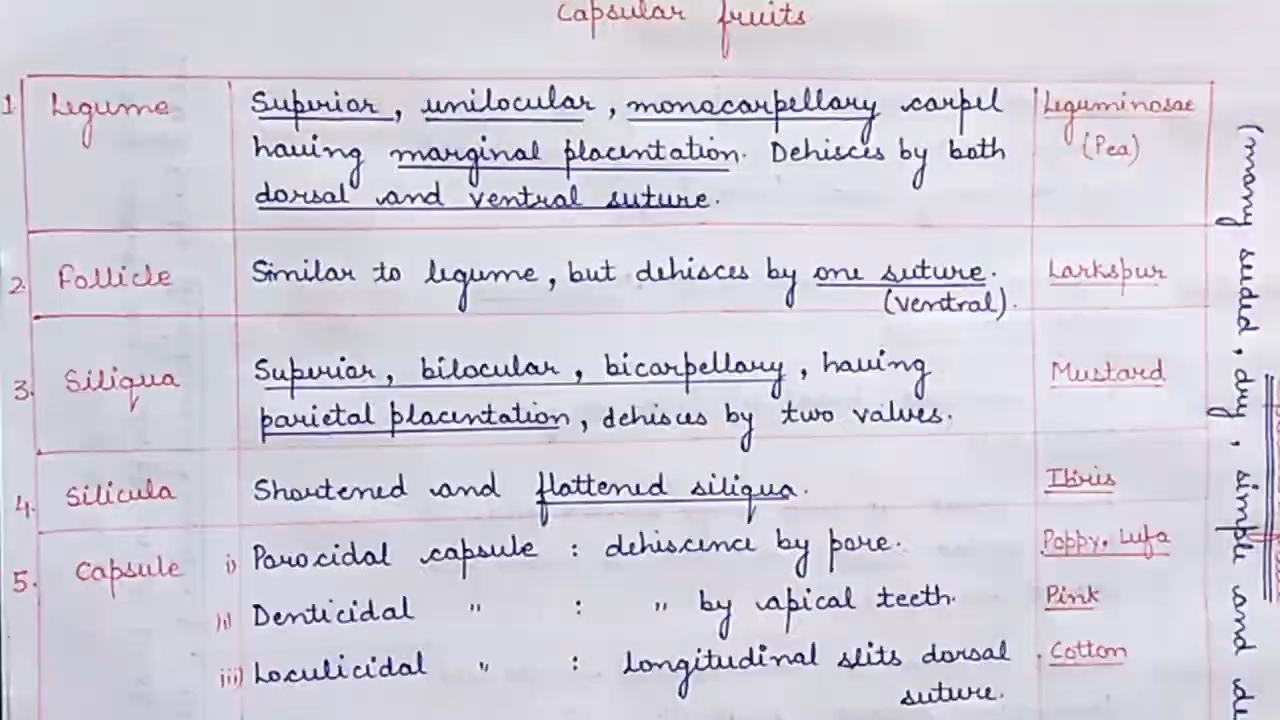 Capsular fruits
1 Legume Superior, unilocular, monocarpellary carpel Leguminosae
having marginal placentation. Dehisces by both (Pea)
dorsal and ventral suture.
2. Follicle Similar to legume, but dehisces by one suture. Larkspur
(ventral).
3. Siliqua Superior, bilocular, bicarpellary, having Mustard
parietal placentation, dehisces by two valves.
4. Silicula Shortened and flattened siliqua. Ibiris
5. Capsule i) Porocidal capsule : dehiscence by pore. Poppy, Lufa
ii) Denticidal " : " by apical teeth. Pink
iii) Loculicidal " : longitudinal slits dorsal Cotton
suture.
(many seeded, dry, simple and de